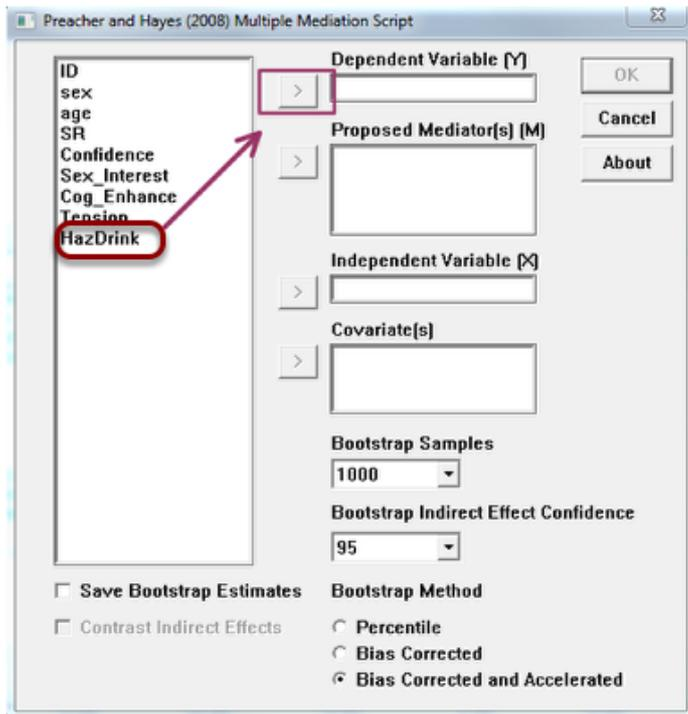 Preacher and Hayes (2008) Multiple Mediation Script
ID
sex
age
SR
Confidence
Sex_Interest
Cog_Enhance
Tension
HazDrink
Dependent Variable (Y)
>
Proposed Mediator(s) (M)
>
Independent Variable (X)
>
Covariate(s)
>
OK
Cancel
About
Bootstrap Samples
1000
Bootstrap Indirect Effect Confidence
95
Save Bootstrap Estimates
Contrast Indirect Effects
Bootstrap Method
Percentile
Bias Corrected
Bias Corrected and Accelerated